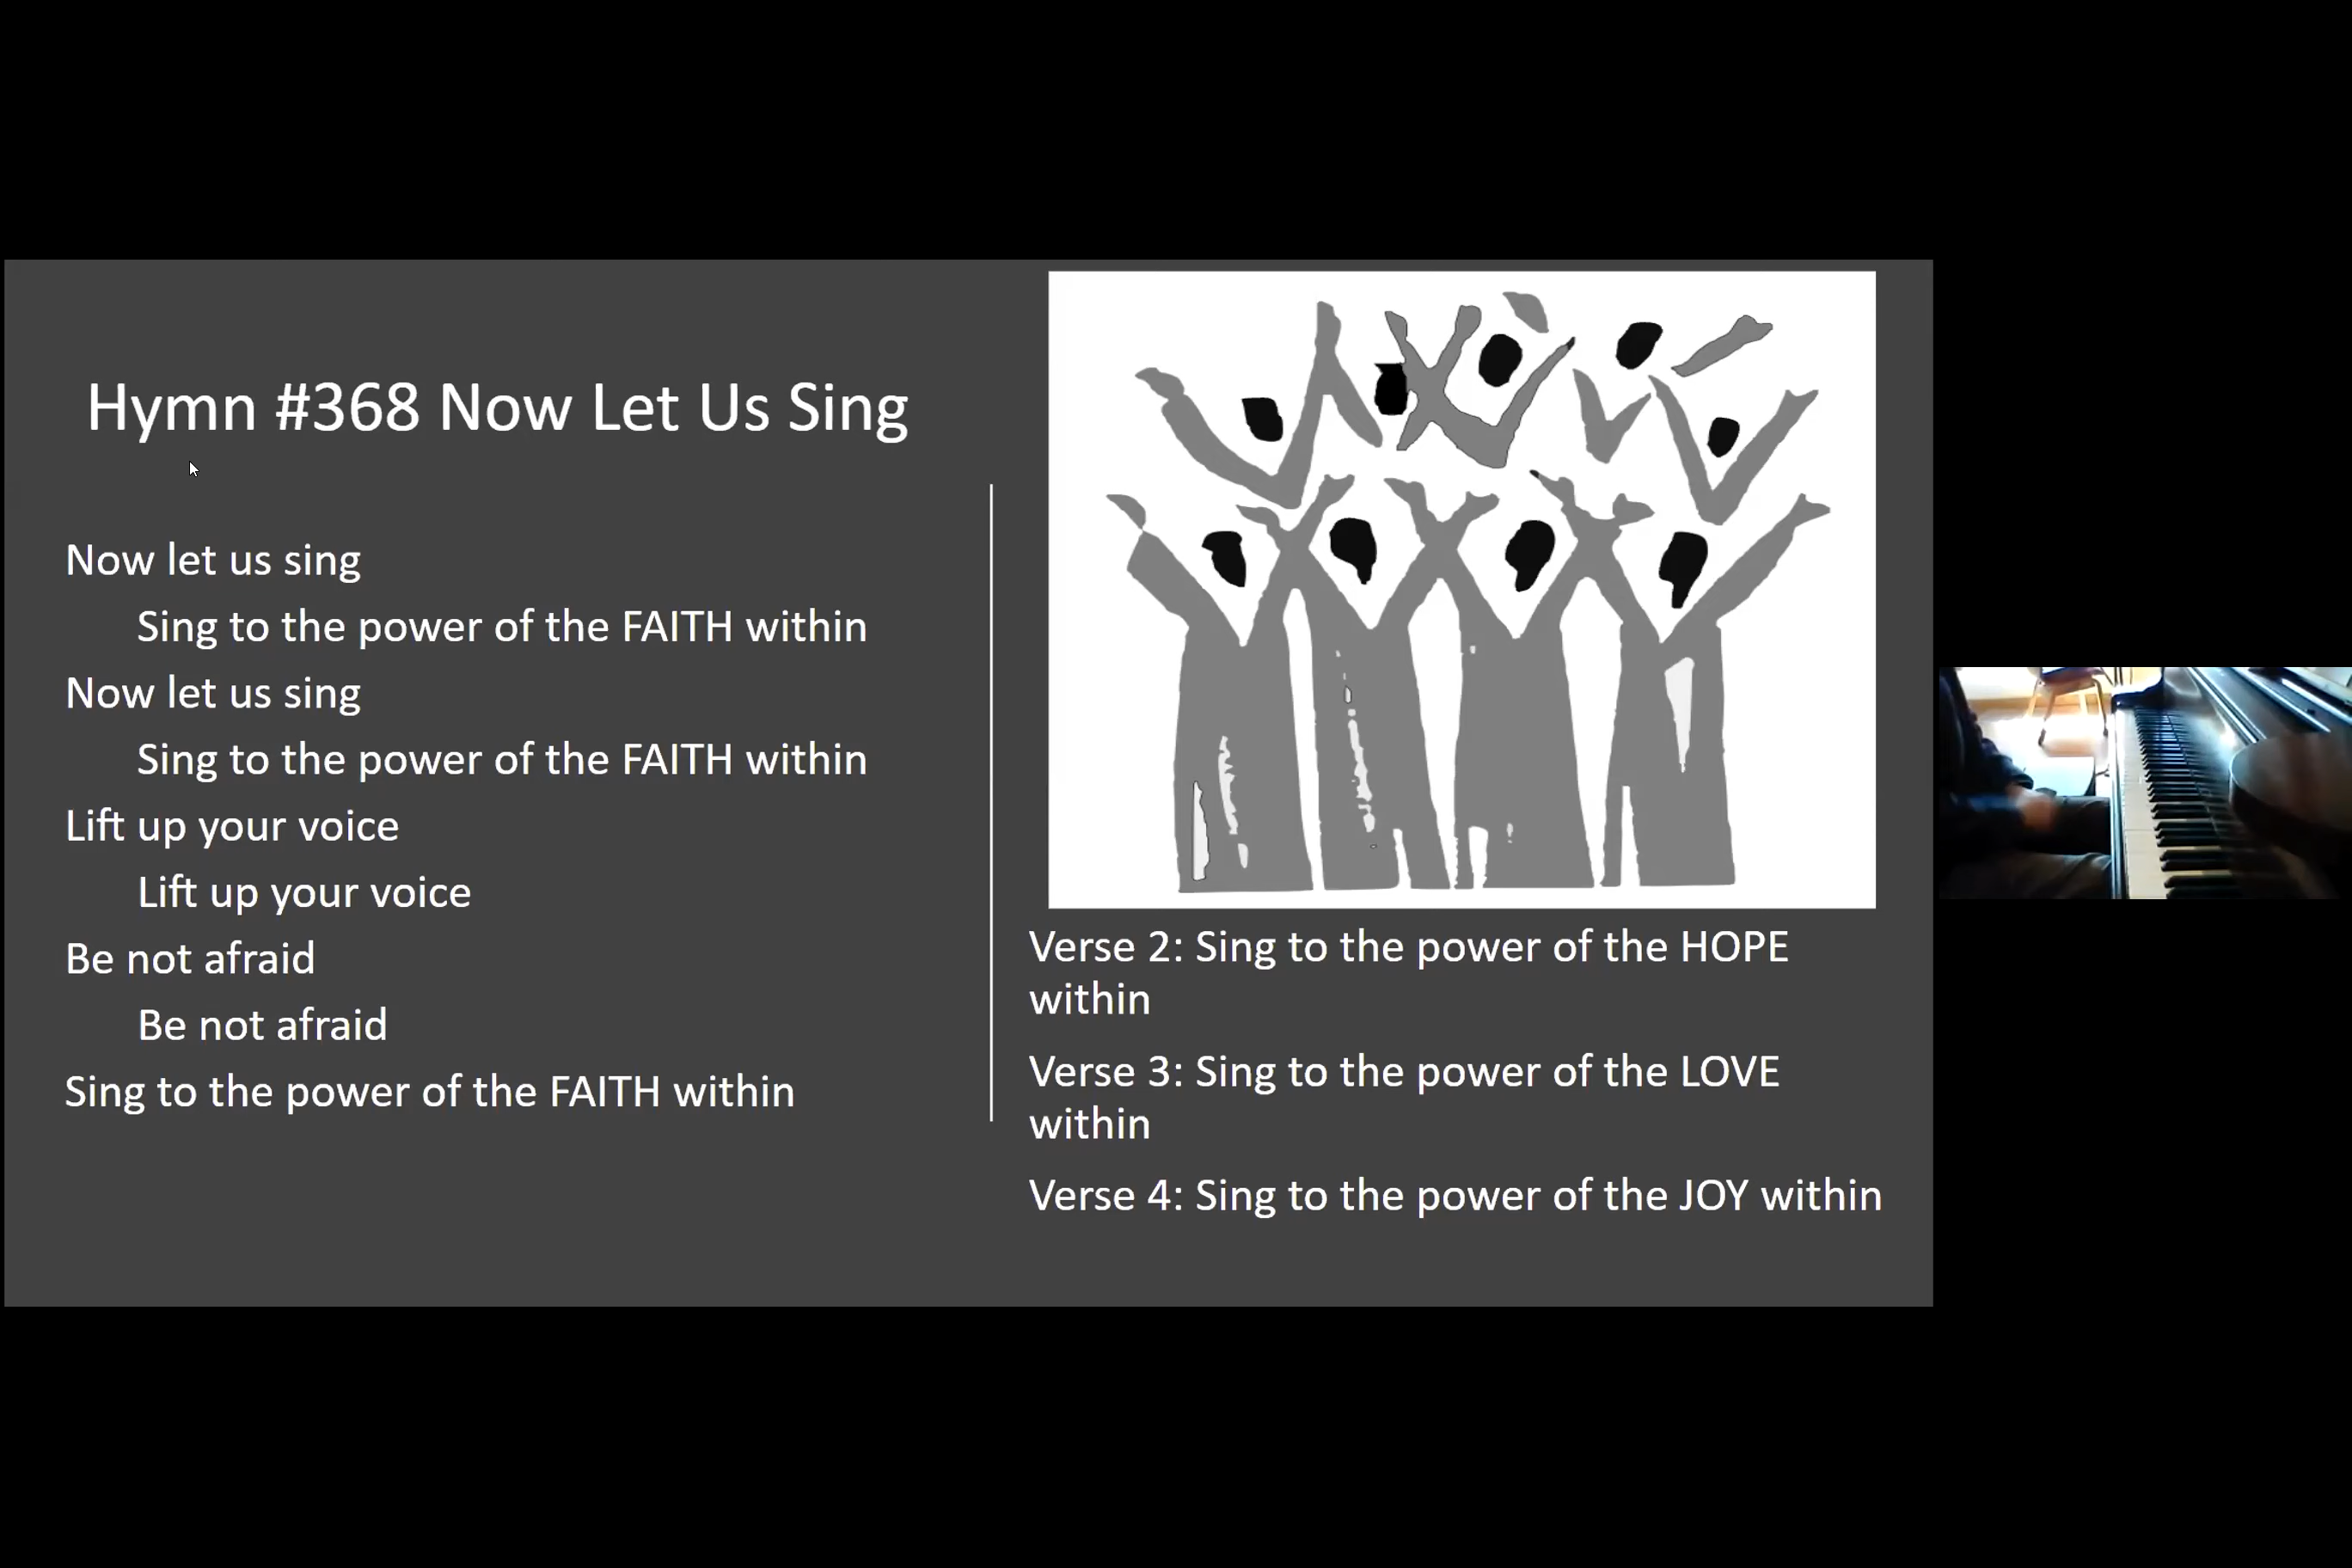 Hymn #368 Now Let Us Sing
Now let us sing
Sing to the power of the FAITH within
Now let us sing
Sing to the power of the FAITH within
Lift up your voice
Lift up your voice
Be not afraid
Be not afraid
Sing to the power of the FAITH within
Verse 2: Sing to the power of the HOPE
within
Verse 3: Sing to the power of the LOVE
within
Verse 4: Sing to the power of the JOY within